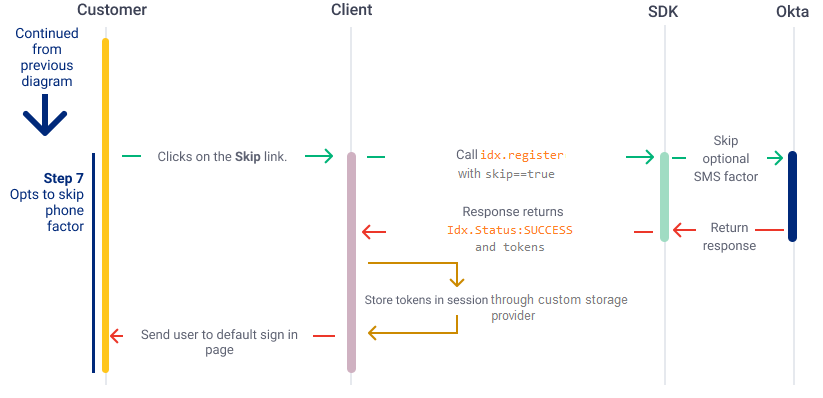 Customer
Client
SDK
Okta
Continued
from
previous
diagram
Step 7
Opts to skip
phone
factor
Clicks on the Skip link.
Call idx.register
with skip==true
Skip
optional
SMS factor
Response returns
Idx.Status:SUCCESS
and tokens
Return
response
Store tokens in session through custom storage
provider
Send user to default sign in
page